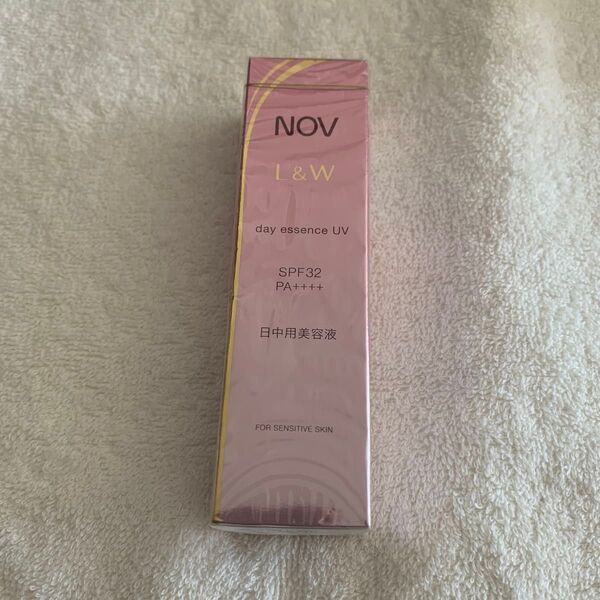 NOV
L&W
day essence UV
SPF32
PA++++
日中用美容液
FOR SENSITIVE SKIN